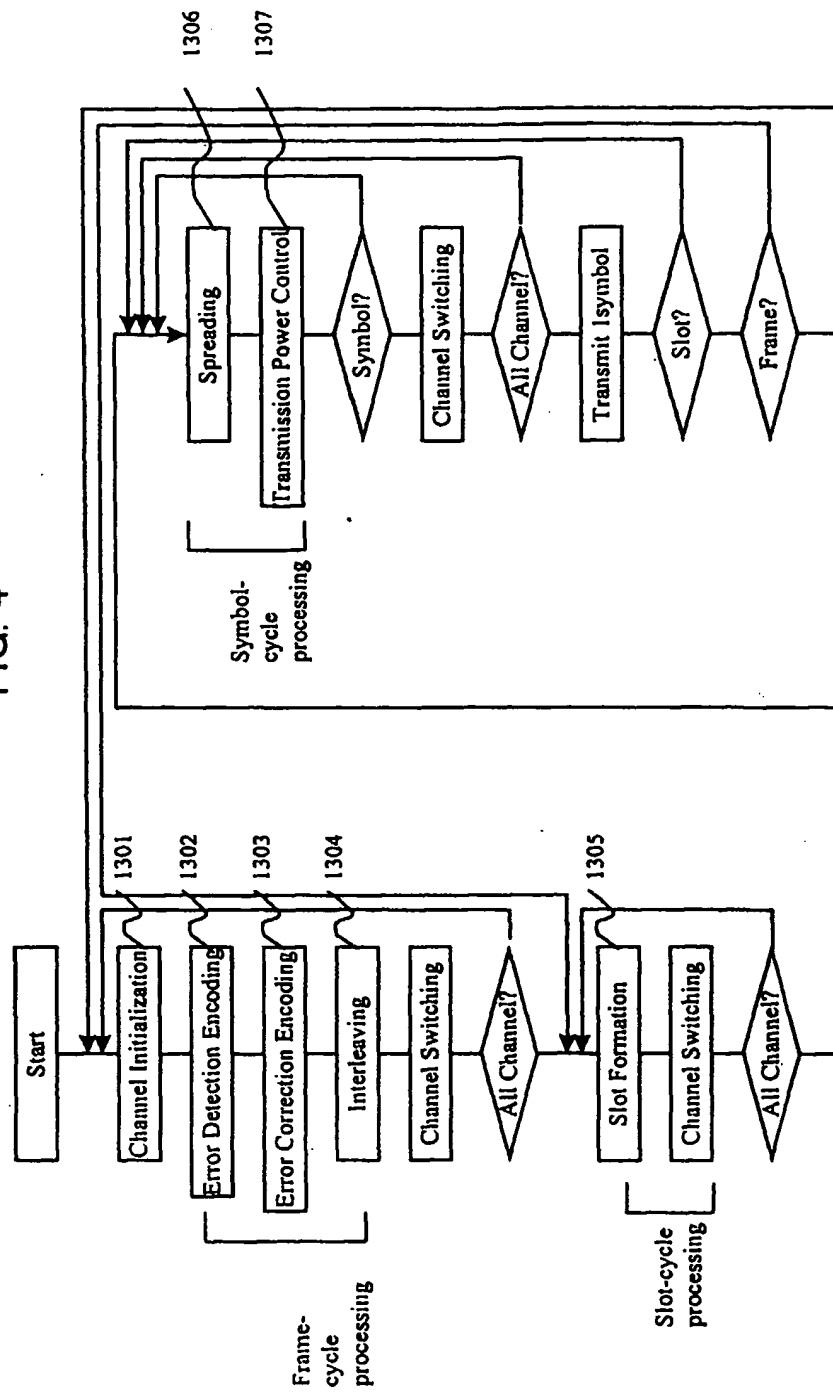 FIG. 4
Start
Channel Initialization
1301
Error Detection Encoding
1302
Error Correction Encoding
1303
Interleaving
1304
Channel Switching
All Channel?
Frame-
cycle
processing
Slot Formation
1305
Channel Switching
All Channel?
Slot-cycle
processing
Spreading
1306
Transmission Power Control
1307
Symbol?
Symbol-
cycle
processing
Channel Switching
All Channel?
Transmit 1symbol
Slot?
Frame?